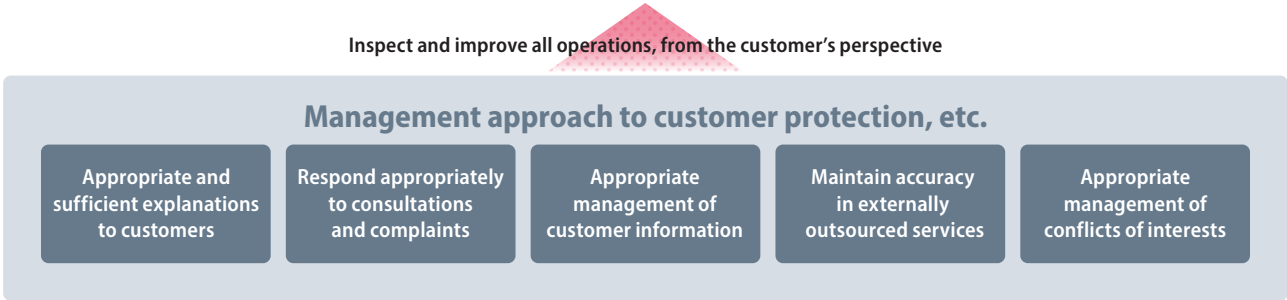 Inspect and improve all operations, from the customer’s perspective
Management approach to customer protection, etc.
Appropriate and
sufficient explanations
to customers
Respond appropriately
to consultations
and complaints
Appropriate
management of
customer information
Maintain accuracy
in externally
outsourced services
Appropriate
management of
conflicts of interests